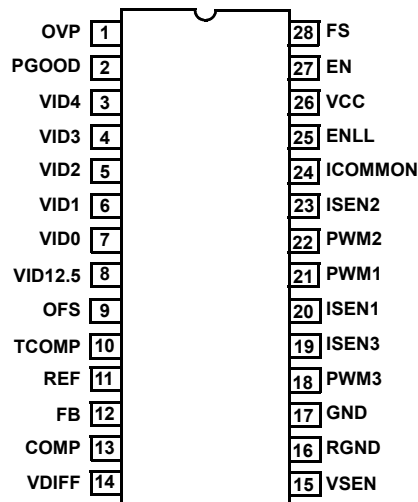 OVP 1 28 FS
PGOOD 2 27 EN
VID4 3 26 VCC
VID3 4 25 ENLL
VID2 5 24 ICOMMON
VID1 6 23 ISEN2
VID0 7 22 PWM2
VID12.5 8 21 PWM1
OFS 9 20 ISEN1
TCOMP 10 19 ISEN3
REF 11 18 PWM3
FB 12 17 GND
COMP 13 16 RGND
VDIFF 14 15 VSEN